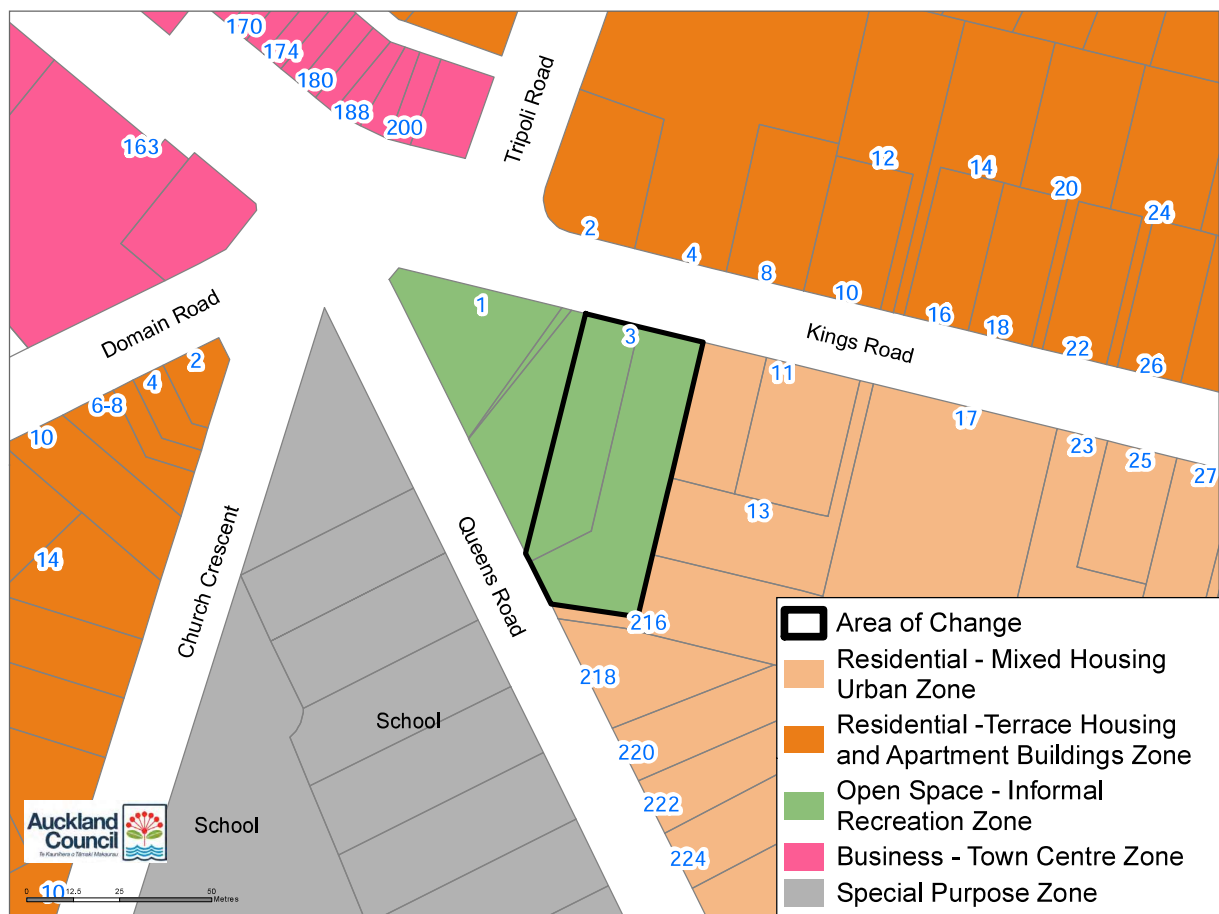 170
174
180
188
200
163
Tripoli Road
12
14
20
24
2
4
8
10
16
18
22
26
Kings Road
1
3
Domain Road
2
4
6-8
10
11
17
23
25
27
13
14
Church Crescent
Queens Road
216
218
220
222
224
School
School
10
Area of Change
Residential - Mixed Housing
Urban Zone
Residential -Terrace Housing
and Apartment Buildings Zone
Open Space - Informal
Recreation Zone
Business - Town Centre Zone
Special Purpose Zone
Auckland
Council
Te Kaunihera o Tāmaki Makaurau
0 12.5 25 50
Metres